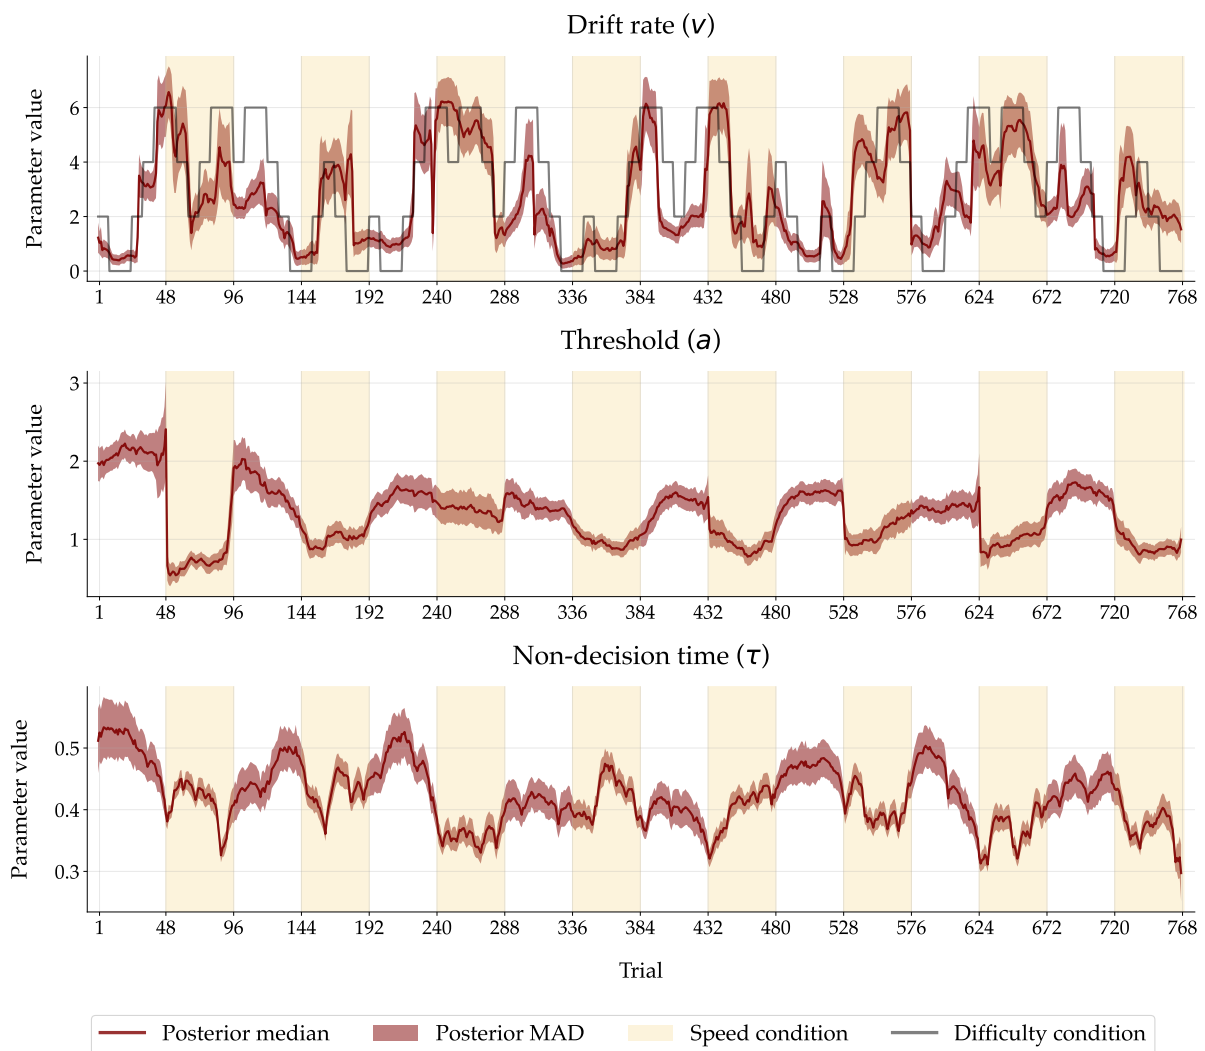 Drift rate (v)
Parameter value
6
4
2
0
1 48 96 144 192 240 288 336 384 432 480 528 576 624 672 720 768
Threshold (a)
Parameter value
3
2
1
1 48 96 144 192 240 288 336 384 432 480 528 576 624 672 720 768
Non-decision time (τ)
Parameter value
0.5
0.4
0.3
1 48 96 144 192 240 288 336 384 432 480 528 576 624 672 720 768
Trial
Posterior median Posterior MAD Speed condition Difficulty condition